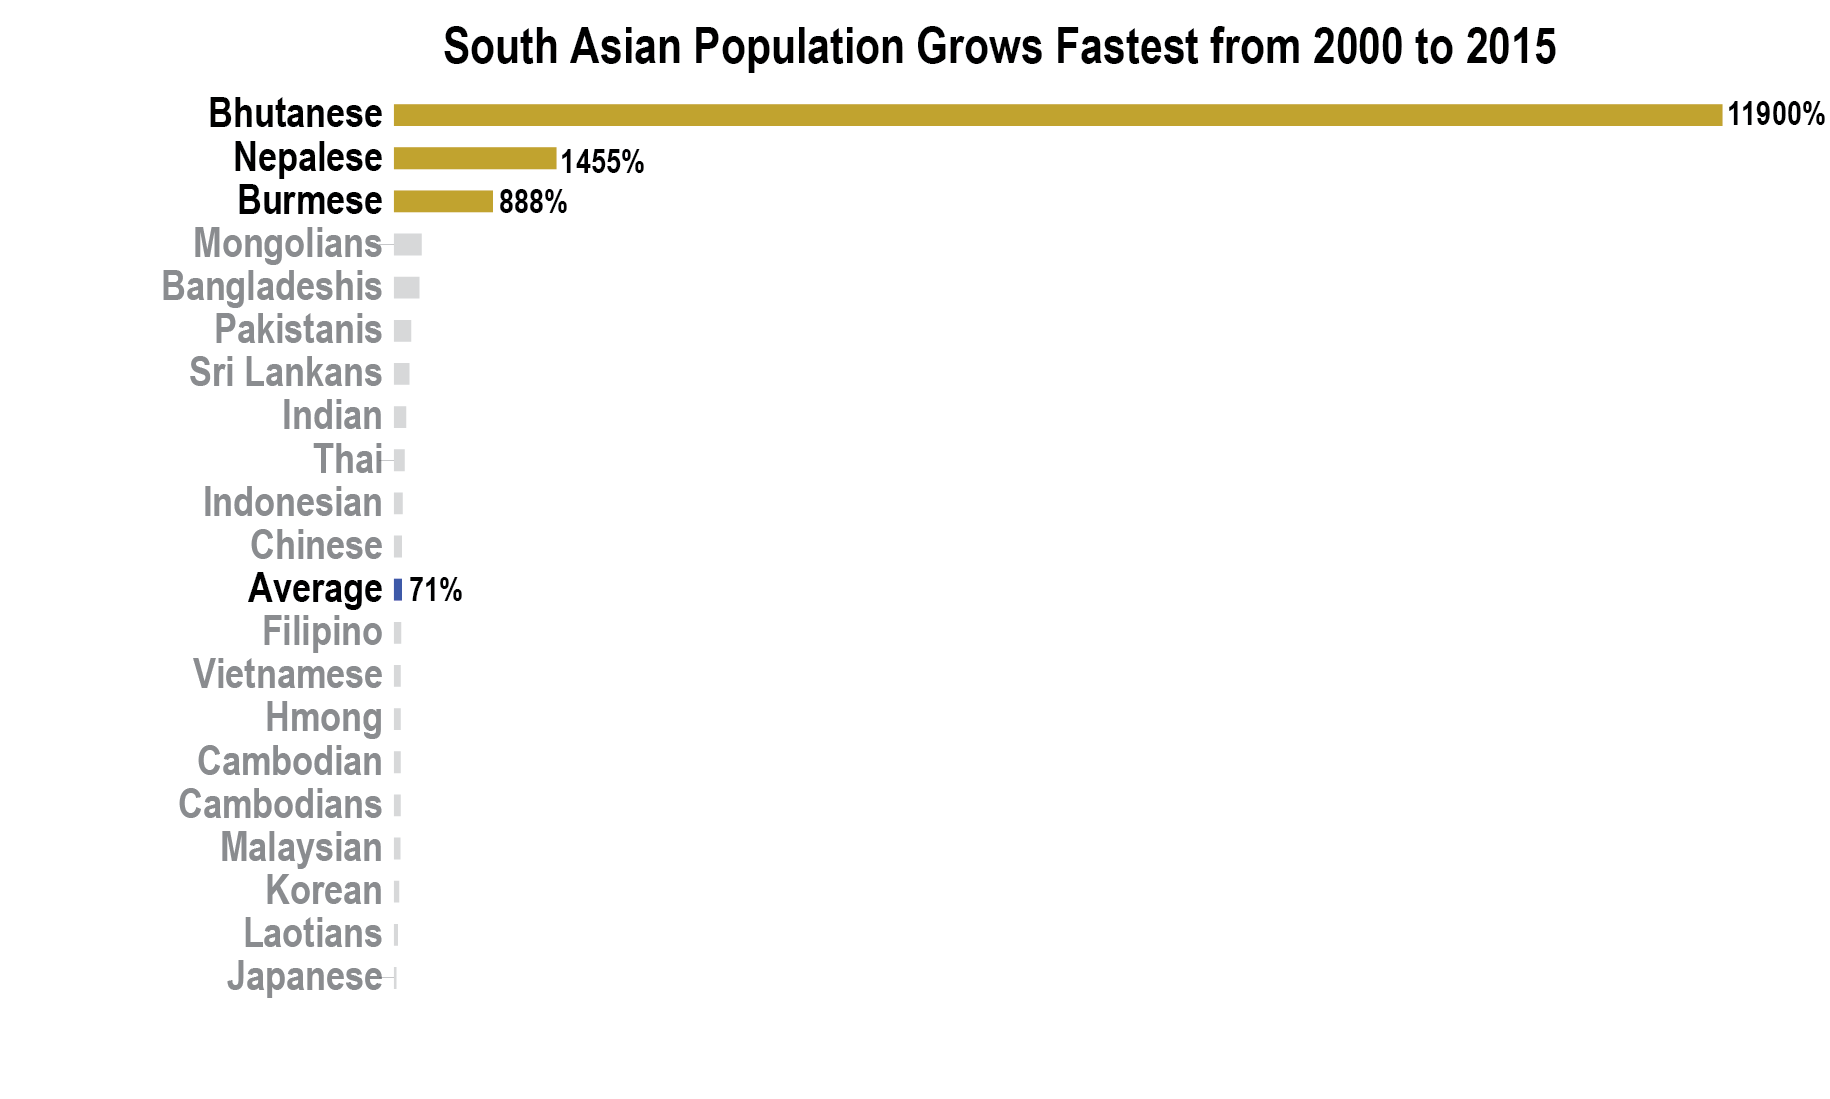 South Asian Population Grows Fastest from 2000 to 2015
Bhutanese 11900%
Nepalese 1455%
Burmese 888%
Mongolians
Bangladeshis
Pakistanis
Sri Lankans
Indian
Thai
Indonesian
Chinese
Average 71%
Filipino
Vietnamese
Hmong
Cambodian
Cambodians
Malaysian
Korean
Laotians
Japanese